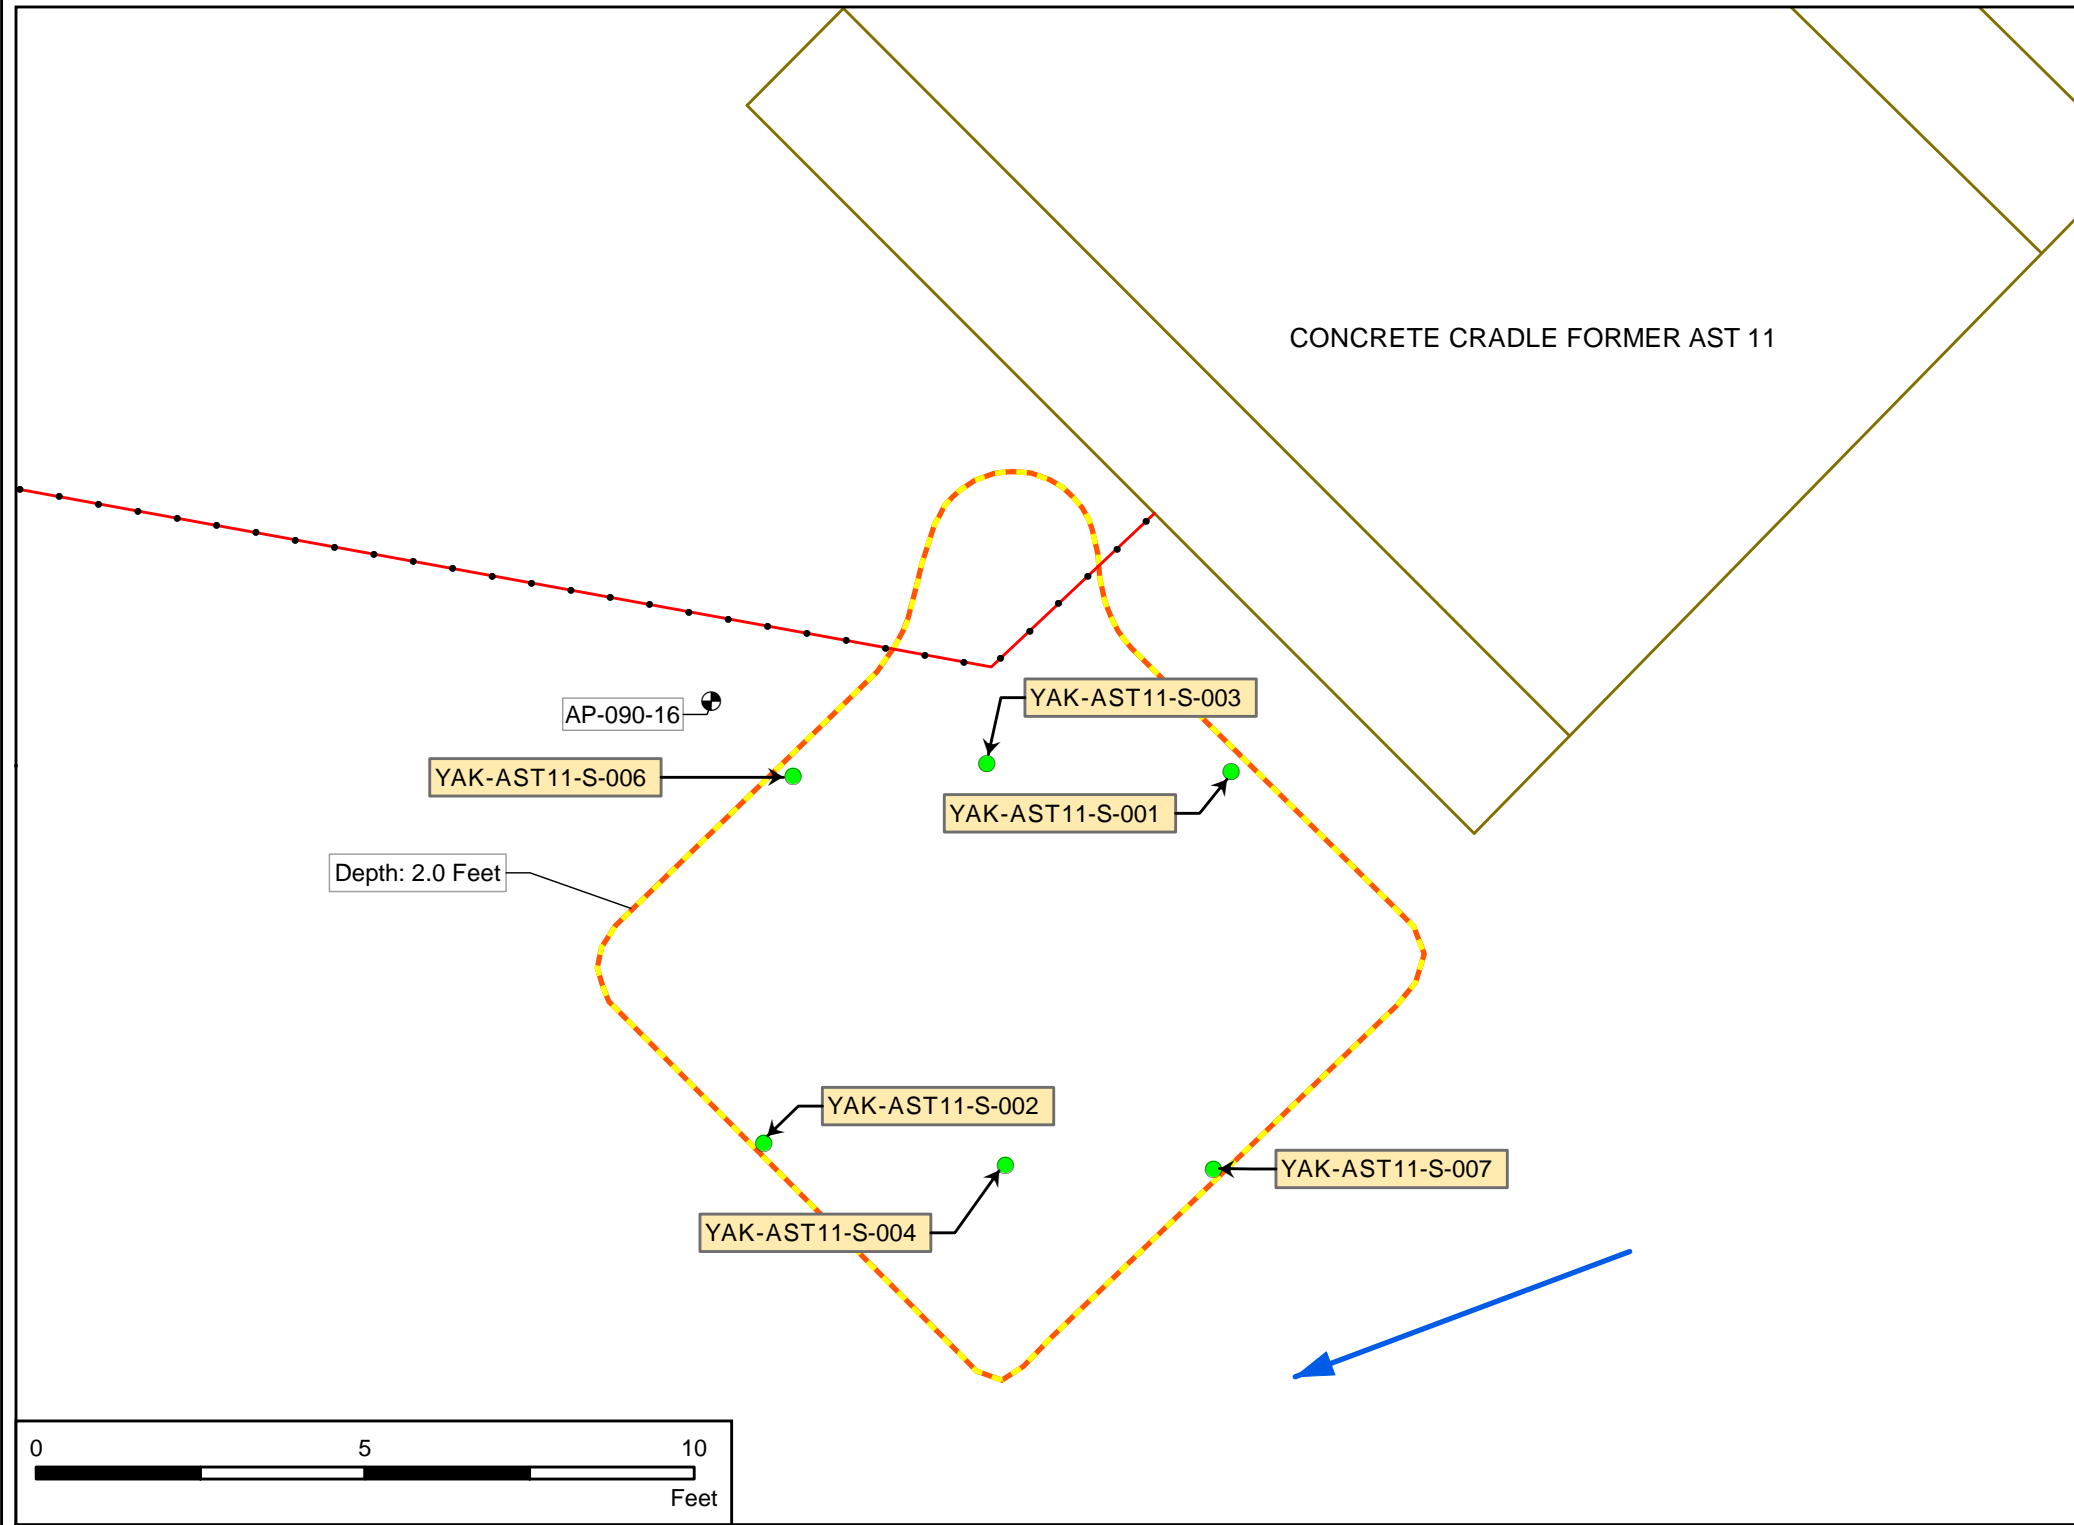 CONCRETE CRADLE FORMER AST 11
YAK-AST11-S-003
AP-090-16
YAK-AST11-S-006
YAK-AST11-S-001
Depth: 2.0 Feet
YAK-AST11-S-002
YAK-AST11-S-007
YAK-AST11-S-004
0 5 10
Feet